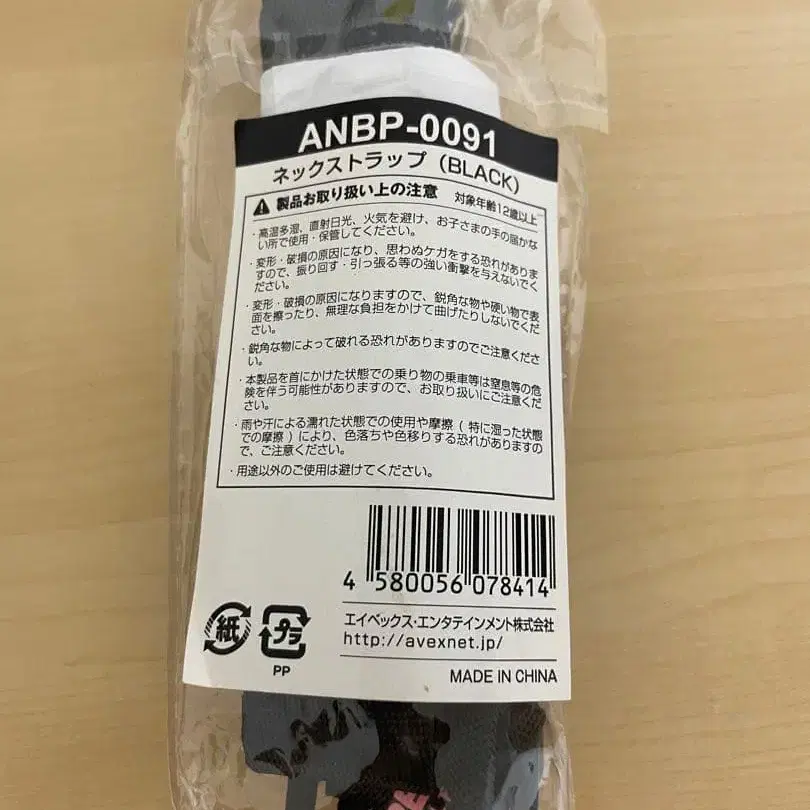 ANBP-0091
ネックストラップ（BLACK）
製品お取り扱い上の注意 対象年齢12歳以上
・高温多湿、直射日光、火気を避け、お子さまの手の届かな
い所で使用・保管してください。
・変形・破損の原因になり、思わぬケガをする恐れがありま
すので、振り回す・引っ張る等の強い衝撃を与えないでく
ださい。
・変形・破損の原因になりますので、鋭角な物や硬い物で表
面を擦ったり、無理な負担をかけて曲げたりしないでくだ
さい。
・鋭角な物によって破れる恐れがありますのでご注意くださ
い。
・本製品を首にかけた状態での乗り物の乗車等は窒息等の危
険を伴う可能性がありますので、お取り扱いにご注意くだ
さい。
・雨や汗による濡れた状態での使用や摩擦 ( 特に湿った状態
での摩擦 ) により、色落ちや色移りする恐れがありますの
で、ご注意ください。
・用途以外のご使用は避けてください。
4 580056 078414
紙
プラ
PP
エイベックス・エンタテインメント株式会社
http://avexnet.jp/
MADE IN CHINA